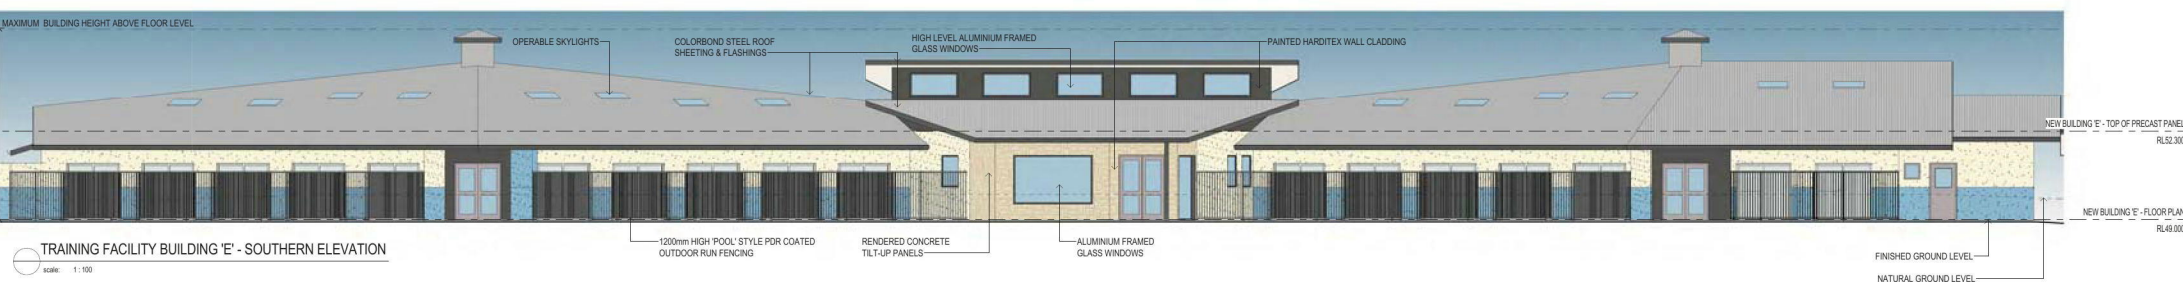 MAXIMUM BUILDING HEIGHT ABOVE FLOOR LEVEL
OPERABLE SKYLIGHTS
COLORBOND STEEL ROOF
SHEETING & FLASHINGS
HIGH LEVEL ALUMINIUM FRAMED
GLASS WINDOWS
PAINTED HARDITEX WALL CLADDING
NEW BUILDING 'E' - TOP OF PRECAST PANEL
RL52.300
NEW BUILDING 'E' - FLOOR PLAN
RL49.000
TRAINING FACILITY BUILDING 'E' - SOUTHERN ELEVATION
scale: 1 : 100
1200mm HIGH 'POOL' STYLE PDR COATED
OUTDOOR RUN FENCING
RENDERED CONCRETE
TILT-UP PANELS
ALUMINIUM FRAMED
GLASS WINDOWS
FINISHED GROUND LEVEL
NATURAL GROUND LEVEL